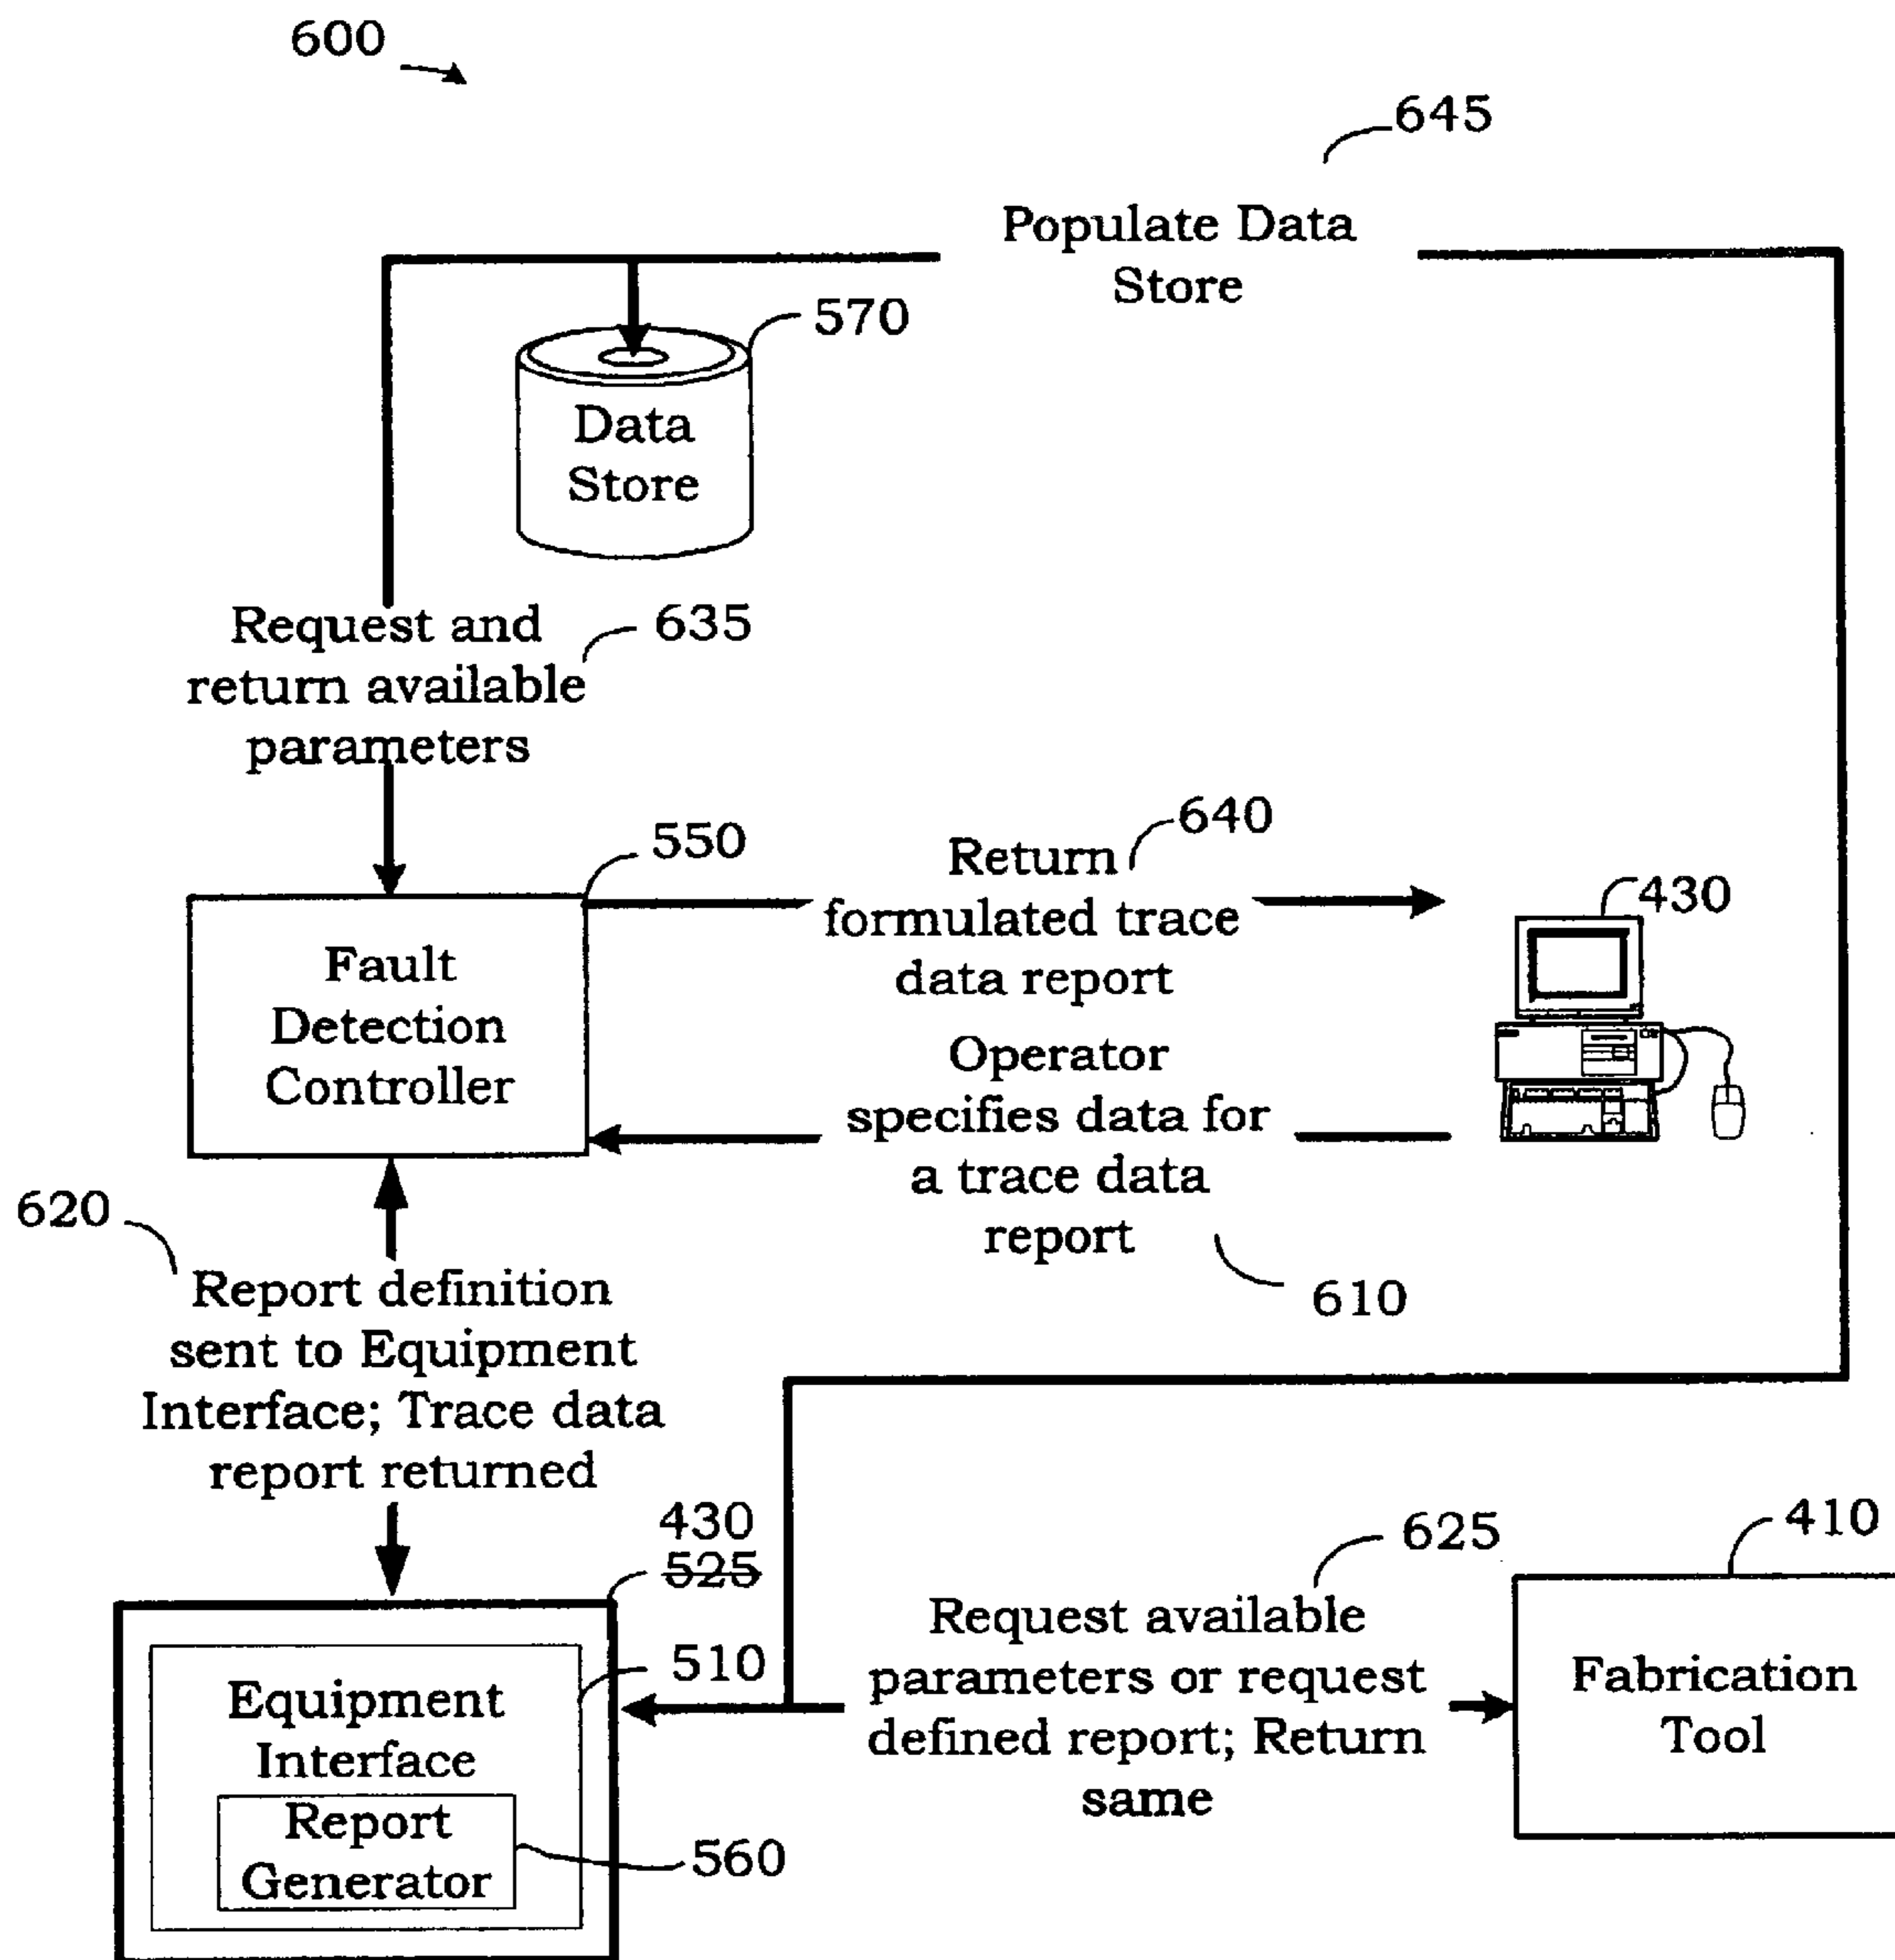 600
645
Populate Data
Store
570
Data
Store
Request and
return available
parameters
635
550
Fault
Detection
Controller
640
Return
formulated trace
data report
430
Operator
specifies data for
a trace data
report
610
620
Report definition
sent to Equipment
Interface; Trace data
report returned
430
525
510
Equipment
Interface
Report
Generator
560
625
Request available
parameters or request
defined report; Return
same
410
Fabrication
Tool